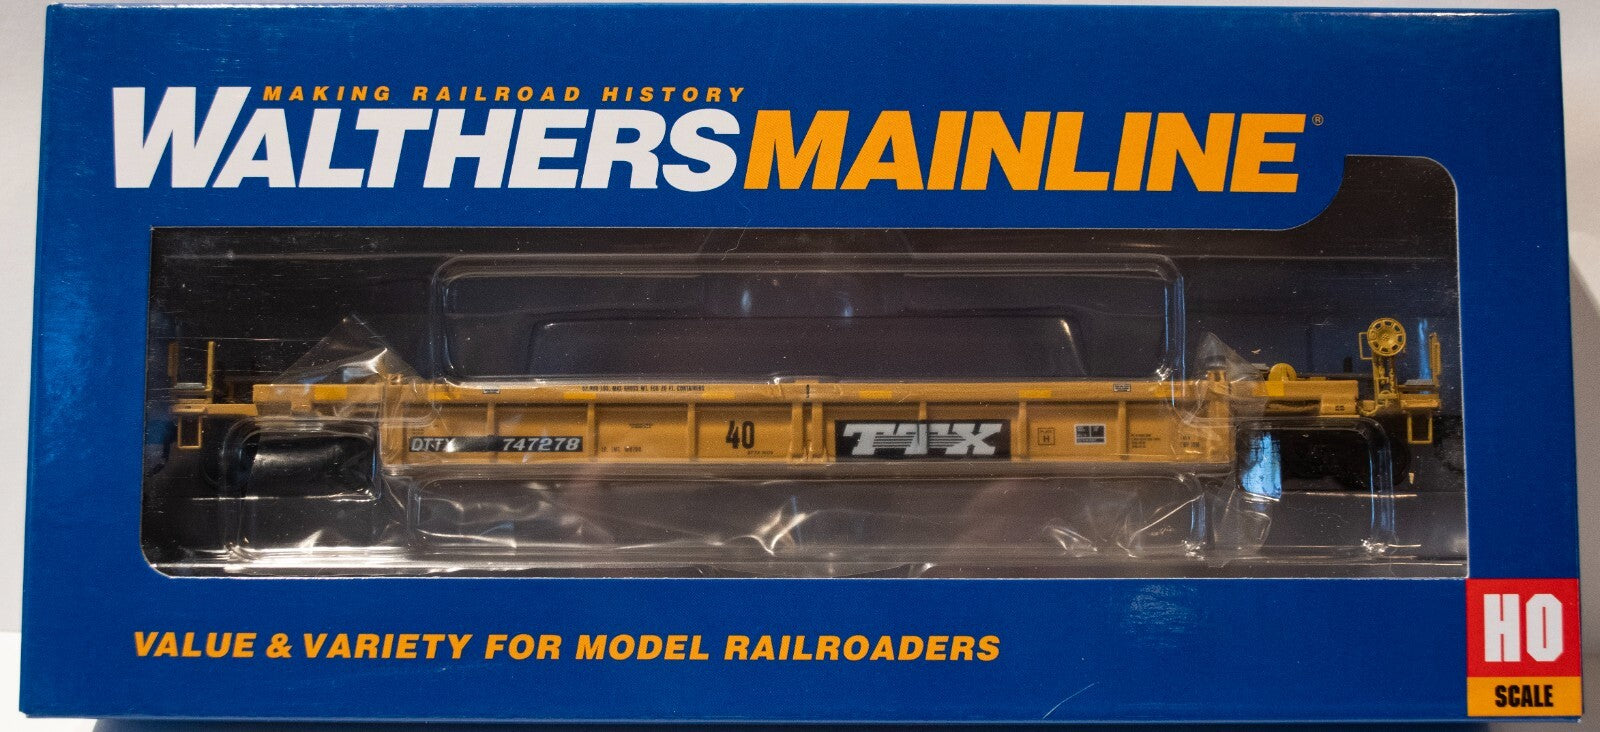 MAKING RAILROAD HISTORY
WALTHERSMAINLINE®
40
TTX
DTTX 747278
VALUE & VARIETY FOR MODEL RAILROADERS
HO
SCALE